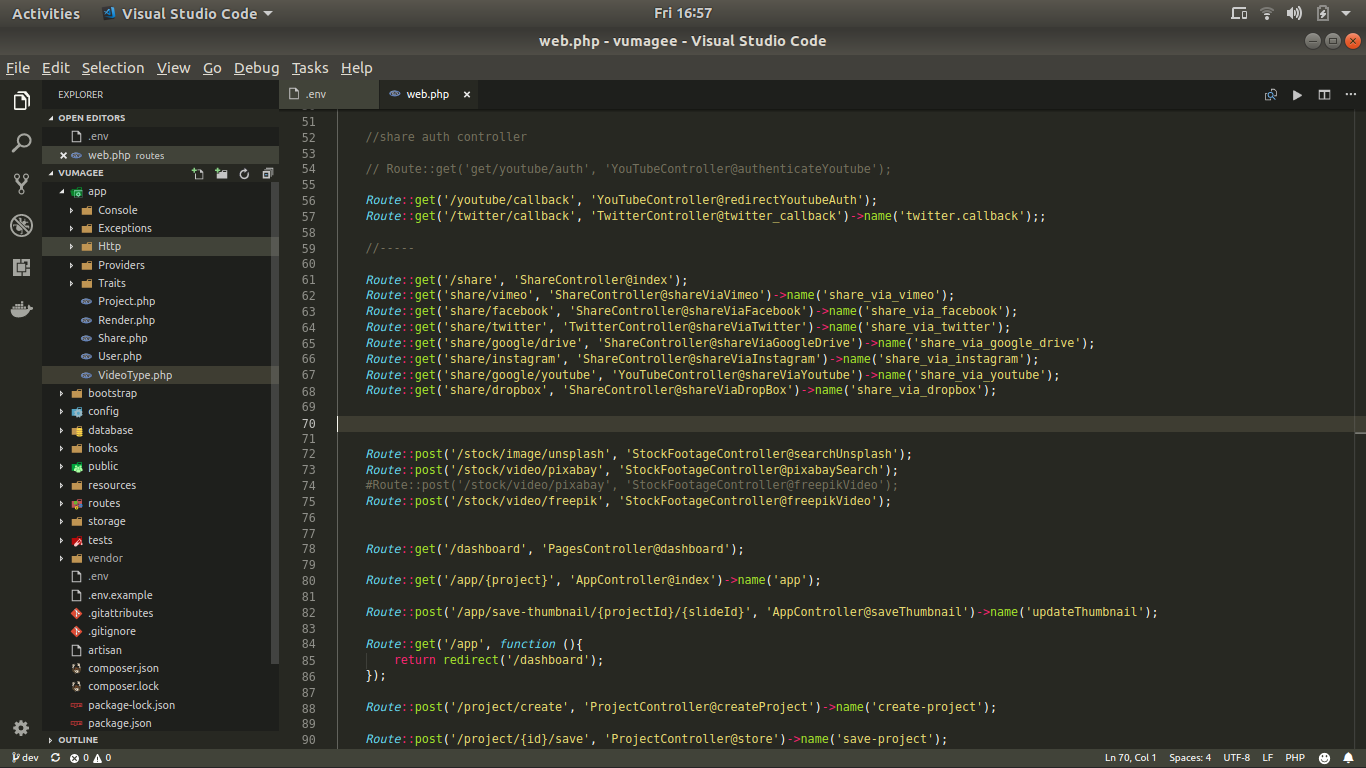 Activities Visual Studio Code Fri 16:57
web.php - vumagee - Visual Studio Code
File Edit Selection View Go Debug Tasks Help
EXPLORER
OPEN EDITORS
.env
web.php routes
VUMAGEE
app
Console
Exceptions
Http
Providers
Traits
Project.php
Render.php
Share.php
User.php
VideoType.php
bootstrap
config
database
hooks
public
resources
routes
storage
tests
vendor
.env
.env.example
.gitattributes
.gitignore
artisan
composer.json
composer.lock
package-lock.json
package.json
OUTLINE
.env web.php
51
52 //share auth controller
53
54 // Route::get('get/youtube/auth', 'YouTubeController@authenticateYoutube');
55
56 Route::get('/youtube/callback', 'YouTubeController@redirectYoutubeAuth');
57 Route::get('/twitter/callback', 'TwitterController@twitter_callback')->name('twitter.callback');;
58
59 //-----
60
61 Route::get('/share', 'ShareController@index');
62 Route::get('share/vimeo', 'ShareController@shareViaVimeo')->name('share_via_vimeo');
63 Route::get('share/facebook', 'ShareController@shareViaFacebook')->name('share_via_facebook');
64 Route::get('share/twitter', 'TwitterController@shareViaTwitter')->name('share_via_twitter');
65 Route::get('share/google/drive', 'ShareController@shareViaGoogleDrive')->name('share_via_google_drive');
66 Route::get('share/instagram', 'ShareController@shareViaInstagram')->name('share_via_instagram');
67 Route::get('share/google/youtube', 'YouTubeController@shareViaYoutube')->name('share_via_youtube');
68 Route::get('share/dropbox', 'ShareController@shareViaDropBox')->name('share_via_dropbox');
69
70
71
72 Route::post('/stock/image/unsplash', 'StockFootageController@searchUnsplash');
73 Route::post('/stock/video/pixabay', 'StockFootageController@pixabaySearch');
74 #Route::post('/stock/video/pixabay', 'StockFootageController@freepikVideo');
75 Route::post('/stock/video/freepik', 'StockFootageController@freepikVideo');
76
77
78 Route::get('/dashboard', 'PagesController@dashboard');
79
80 Route::get('/app/{project}', 'AppController@index')->name('app');
81
82 Route::post('/app/save-thumbnail/{projectId}/{slideId}', 'AppController@saveThumbnail')->name('updateThumbnail');
83
84 Route::get('/app', function (){
85 return redirect('/dashboard');
86 });
87
88 Route::post('/project/create', 'ProjectController@createProject')->name('create-project');
89
90 Route::post('/project/{id}/save', 'ProjectController@store')->name('save-project');
dev 0 0 Ln 70, Col 1 Spaces: 4 UTF-8 LF PHP